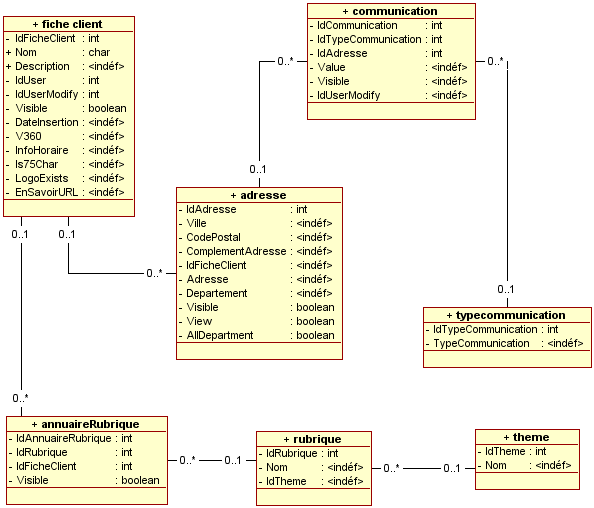 + fiche client
- IdFicheClient : int
+ Nom : char
+ Description : <indéf>
- IdUser : int
- IdUserModify : int
- Visible : boolean
- DateInsertion : <indéf>
- V360 : <indéf>
- InfoHoraire : <indéf>
- Is75Char : <indéf>
- LogoExists : <indéf>
- EnSavoirURL : <indéf>
+ communication
- IdCommunication : int
- IdTypeCommunication : int
- IdAdresse : int
- Value : <indéf>
- Visible : <indéf>
- IdUserModify : <indéf>
0..*
0..*
0..1
+ adresse
- IdAdresse : int
- Ville : <indéf>
- CodePostal : <indéf>
- ComplementAdresse : <indéf>
- IdFicheClient : <indéf>
- Adresse : <indéf>
- Departement : <indéf>
- Visible : boolean
- View : boolean
- AllDepartment : boolean
0..1
0..1
0..*
0..1
+ typecommunication
- IdTypeCommunication : int
- TypeCommunication : <indéf>
0..*
+ annuaireRubrique
- IdAnnuaireRubrique : int
- IdRubrique : int
- IdFicheClient : int
- Visible : boolean
0..*
0..1
+ rubrique
- IdRubrique : int
- Nom : <indéf>
- IdTheme : <indéf>
0..*
0..1
+ theme
- IdTheme : int
- Nom : <indéf>